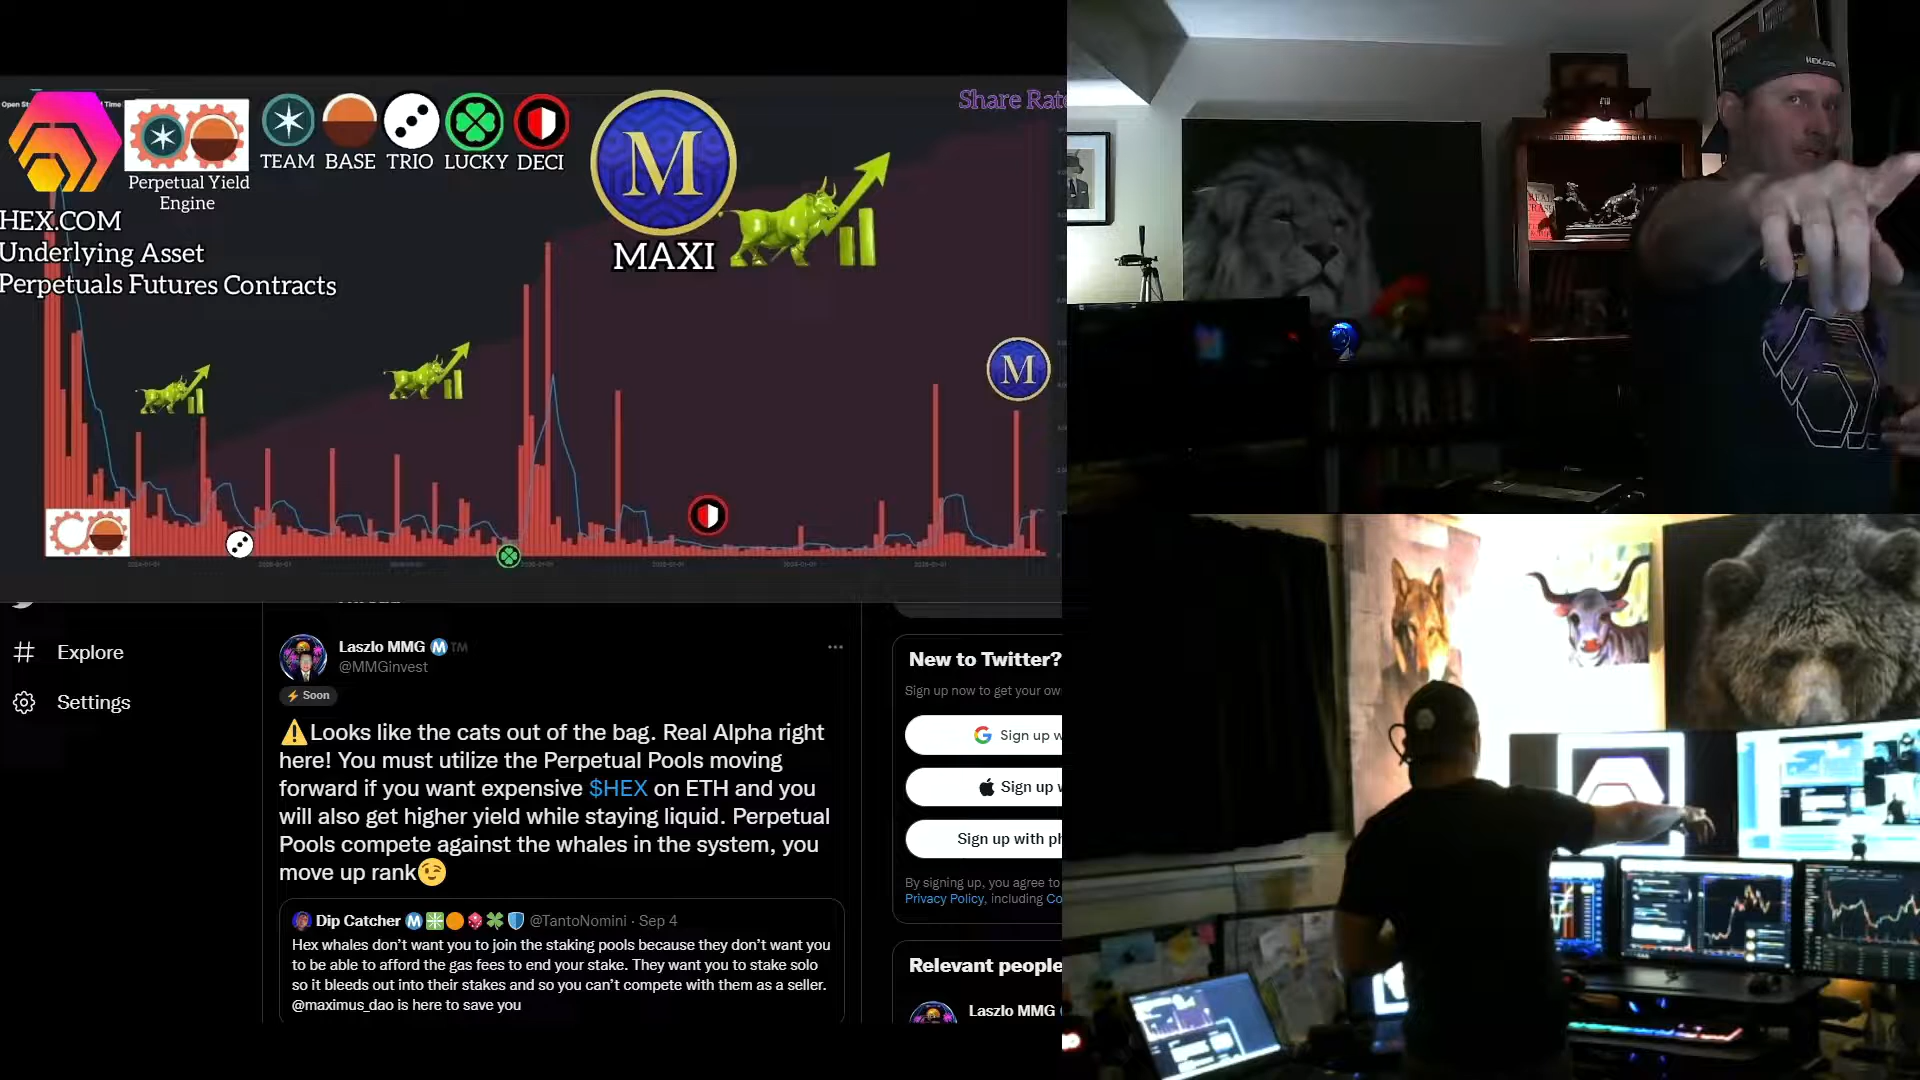 Share Rate
Open St
Time
TEAM BASE TRIO LUCKY DECI
M
Perpetual Yield
Engine
HEX.COM
Underlying Asset
Perpetuals Futures Contracts
MAXI
M
HEX.com
Explore
Settings
Laszlo MMG M TM
@MMGinvest
Soon
Looks like the cats out of the bag. Real Alpha right
here! You must utilize the Perpetual Pools moving
forward if you want expensive $HEX on ETH and you
will also get higher yield while staying liquid. Perpetual
Pools compete against the whales in the system, you
move up rank
Dip Catcher M @TantoNomini · Sep 4
Hex whales don’t want you to join the staking pools because they don’t want you
to be able to afford the gas fees to end your stake. They want you to stake solo
so it bleeds out into their stakes and so you can’t compete with them as a seller.
@maximus_dao is here to save you
New to Twitter?
Sign up now to get your ow
Sign up w
Sign up w
Sign up with ph
By signing up, you agree to
Privacy Policy, including Co
Relevant people
Laszlo MMG